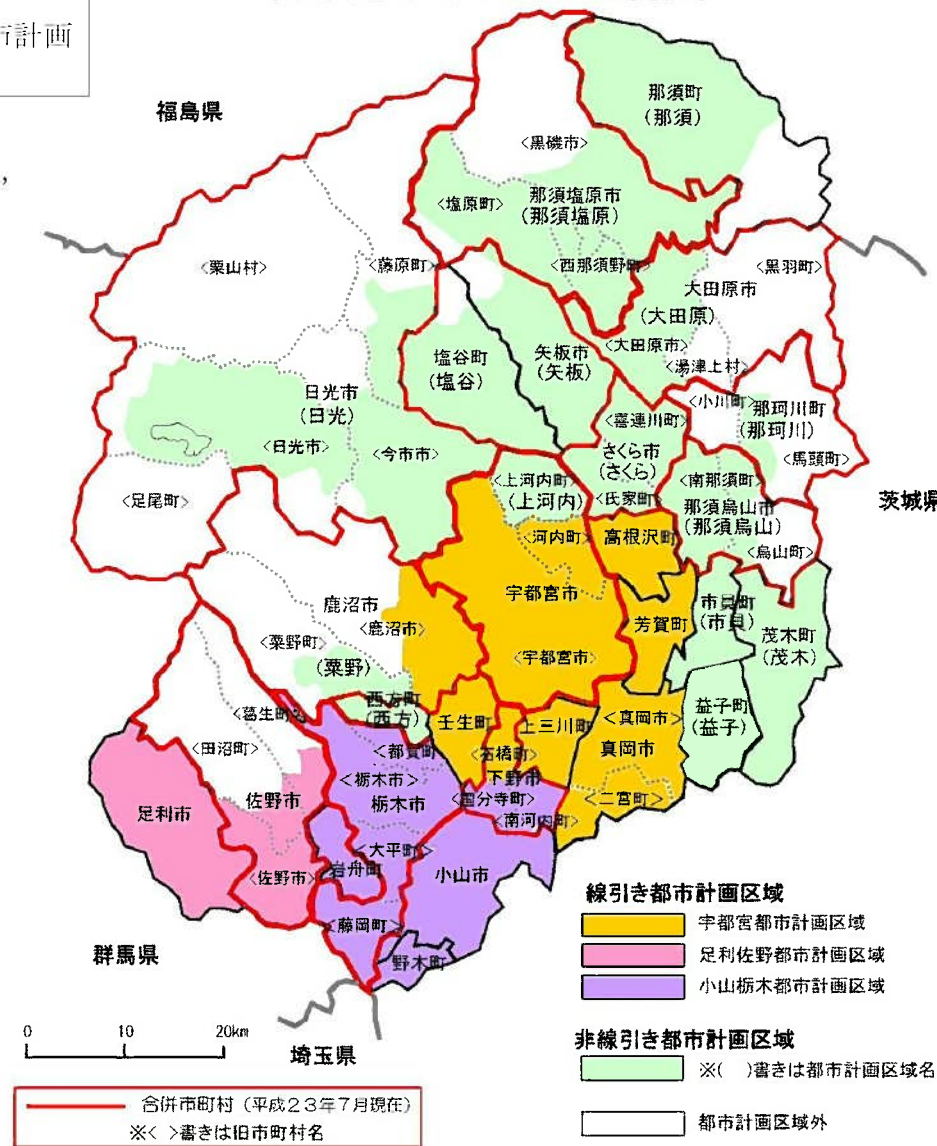 市計画
福島県
那須町
(那須)
<黒磯市>
<塩原町>
那須塩原市
(那須塩原)
<西那須野町>
<黒羽町>
<栗山村>
<藤原町>
大田原市
(大田原)
<大田原市>
<湯津上村>
塩谷町
(塩谷)
矢板市
(矢板)
日光市
(日光)
<日光市>
<今市市>
<小川町>
那珂川町
(那珂川)
<馬頭町>
<喜連川町>
さくら市
(さくら)
<氏家町>
<足尾町>
<上河内町>
(上河内)
<南那須町>
那須烏山市
(那須烏山)
<烏山町>
茨城県
<河内町>
高根沢町
宇都宮市
<宇都宮市>
芳賀町
市貝町
(市貝)
茂木町
(茂木)
鹿沼市
<鹿沼市>
<粟野町>
(粟野)
益子町
(益子)
西方町
(西方)
壬生町
上三川町
<真岡市>
真岡市
<二宮町>
<葛生町>
<田沼町>
<都賀町>
<石橋町>
下野市
<国分寺町>
<南河内町>
<栃木市>
栃木市
足利市
佐野市
<佐野市>
<大平町>
岩舟町
小山市
<藤岡町>
野木町
群馬県
埼玉県
0 10 20km
合併市町村(平成23年7月現在)
※< >書きは旧市町村名
線引き都市計画区域
宇都宮都市計画区域
足利佐野都市計画区域
小山栃木都市計画区域
非線引き都市計画区域
※( )書きは都市計画区域名
都市計画区域外